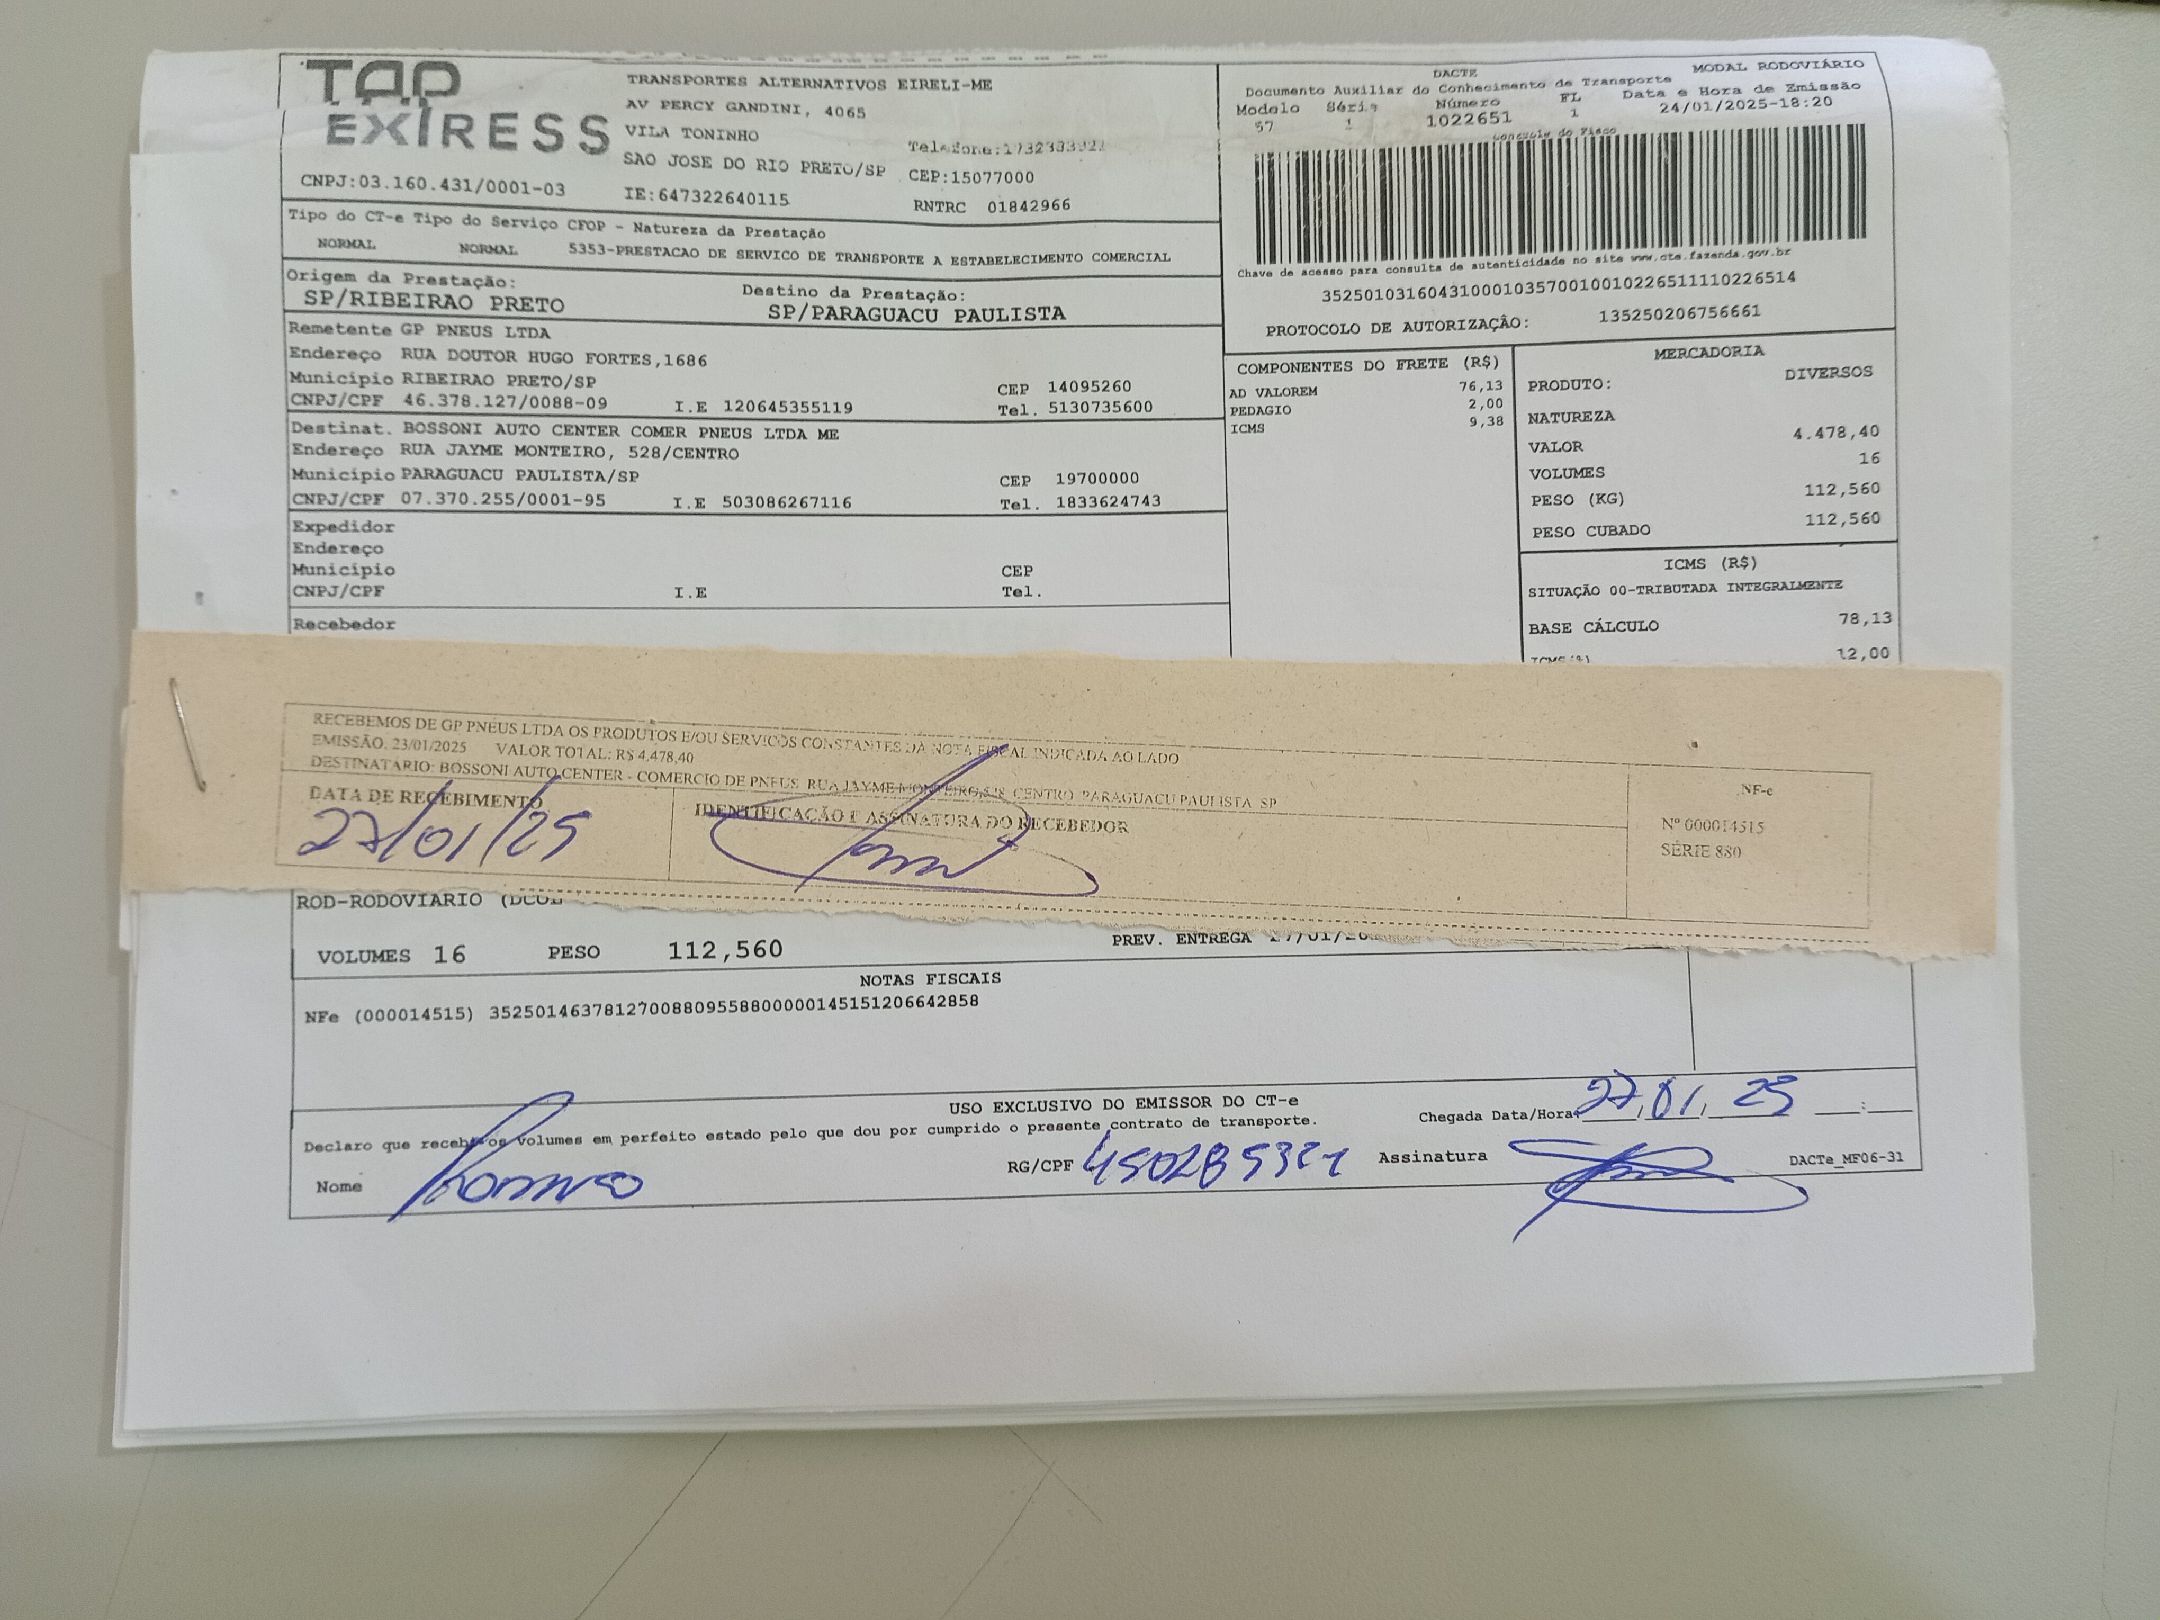 TRANSPORTES ALTERNATIVOS EIRELI-ME
AV PERCY GANDINI, 4065
VILA TONINHO
SAO JOSE DO RIO PRETO/SP CEP:15077000
CNPJ:03.160.431/0001-03 IE:647322640115 RNTRC 01842966
DACTE MODAL RODOVIÁRIO
Documento Auxiliar do Conhecimento de Transporte
Modelo Série Número FL Data e Hora de Emissão
57 1 1022651 1 24/01/2025-18:20
Controle do Fisco
Chave de acesso para consulta de autenticidade no site www.cte.fazenda.gov.br
35250103160431000103570010010226511110226514
PROTOCOLO DE AUTORIZAÇÃO: 135250206756661
Tipo do CT-e Tipo do Serviço CFOP - Natureza da Prestação
NORMAL NORMAL 5353-PRESTACAO DE SERVICO DE TRANSPORTE A ESTABELECIMENTO COMERCIAL
Origem da Prestação: Destino da Prestação:
SP/RIBEIRAO PRETO SP/PARAGUACU PAULISTA
Remetente GP PNEUS LTDA
Endereço RUA DOUTOR HUGO FORTES,1686
Município RIBEIRAO PRETO/SP CEP 14095260
CNPJ/CPF 46.378.127/0088-09 I.E 120645355119 Tel. 5130735600
Destinat. BOSSONI AUTO CENTER COMER PNEUS LTDA ME
Endereço RUA JAYME MONTEIRO, 528/CENTRO
Município PARAGUACU PAULISTA/SP CEP 19700000
CNPJ/CPF 07.370.255/0001-95 I.E 503086267116 Tel. 1833624743
Expedidor
Endereço
Município CEP
CNPJ/CPF I.E Tel.
Recebedor
COMPONENTES DO FRETE (R$)
AD VALOREM 76,13
PEDAGIO 2,00
ICMS 9,38
MERCADORIA
PRODUTO: DIVERSOS
NATUREZA
VALOR 4.478,40
VOLUMES 16
PESO (KG) 112,560
PESO CUBADO 112,560
ICMS (R$)
SITUAÇÃO 00-TRIBUTADA INTEGRALMENTE
BASE CÁLCULO 78,13
12,00
RECEBEMOS DE GP PNEUS LTDA OS PRODUTOS E/OU SERVICOS CONSTANTES DA NOTA FISCAL INDICADA AO LADO
EMISSÃO: 23/01/2025 VALOR TOTAL: R$ 4.478,40
DESTINATÁRIO: BOSSONI AUTO CENTER - COMERCIO DE PNEUS RUA JAYME MONTEIRO,528 CENTRO PARAGUACU PAULISTA SP
DATA DE RECEBIMENTO IDENTIFICAÇÃO E ASSINATURA DO RECEBEDOR
27/01/25
NF-e
Nº 000014515
SÉRIE 880
ROD-RODOVIARIO
VOLUMES 16 PESO 112,560 PREV. ENTREGA
NOTAS FISCAIS
NFe (000014515) 35250146378127008809558800000145151206642858
USO EXCLUSIVO DO EMISSOR DO CT-e
Declaro que recebi os volumes em perfeito estado pelo que dou por cumprido o presente contrato de transporte.
Chegada Data/Hora: 27/01/25 :
Nome RG/CPF Assinatura DACTe_MF06-31